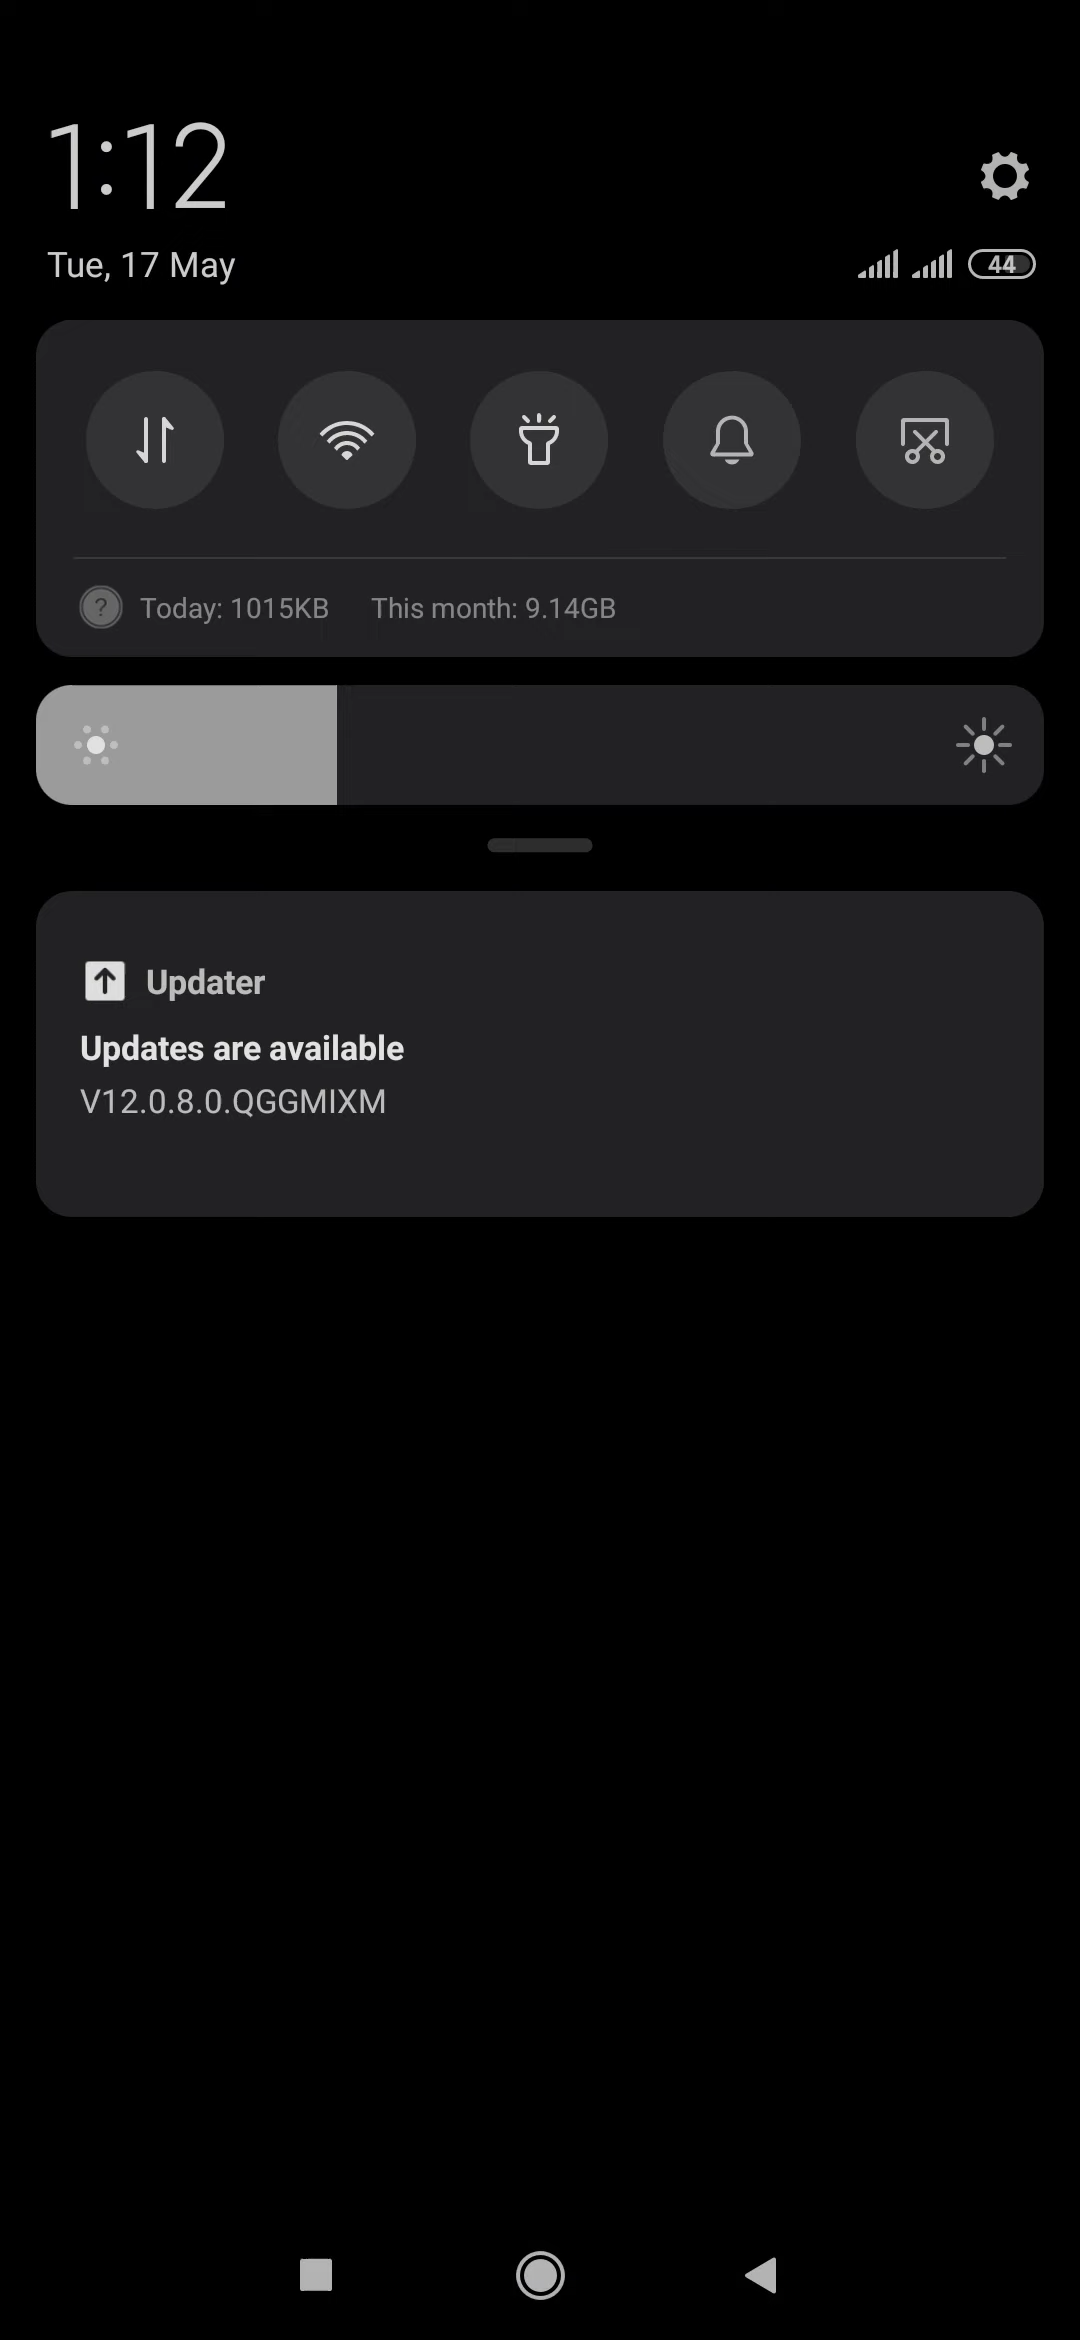 1:12
Tue, 17 May
44
? Today: 1015KB This month: 9.14GB
Updater
Updates are available
V12.0.8.0.QGGMIXM